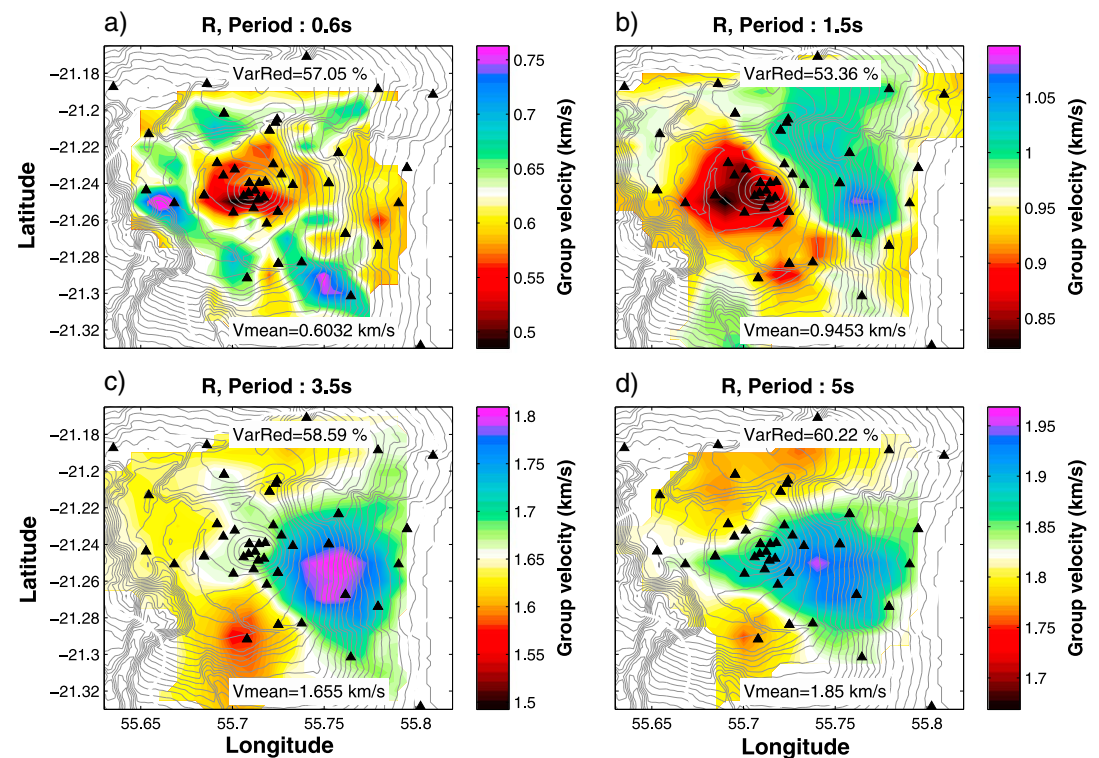 a)
R, Period : 0.6s
VarRed=57.05 %
Vmean=0.6032 km/s
Latitude
−21.18
−21.2
−21.22
−21.24
−21.26
−21.28
−21.3
−21.32
0.75
0.7
0.65
0.6
0.55
0.5
Group velocity (km/s)
b)
R, Period : 1.5s
VarRed=53.36 %
Vmean=0.9453 km/s
1.05
1
0.95
0.9
0.85
Group velocity (km/s)
c)
R, Period : 3.5s
VarRed=58.59 %
Vmean=1.655 km/s
Latitude
−21.18
−21.2
−21.22
−21.24
−21.26
−21.28
−21.3
−21.32
55.65
55.7
55.75
55.8
Longitude
1.8
1.75
1.7
1.65
1.6
1.55
1.5
Group velocity (km/s)
d)
R, Period : 5s
VarRed=60.22 %
Vmean=1.85 km/s
55.65
55.7
55.75
55.8
Longitude
1.95
1.9
1.85
1.8
1.75
1.7
Group velocity (km/s)